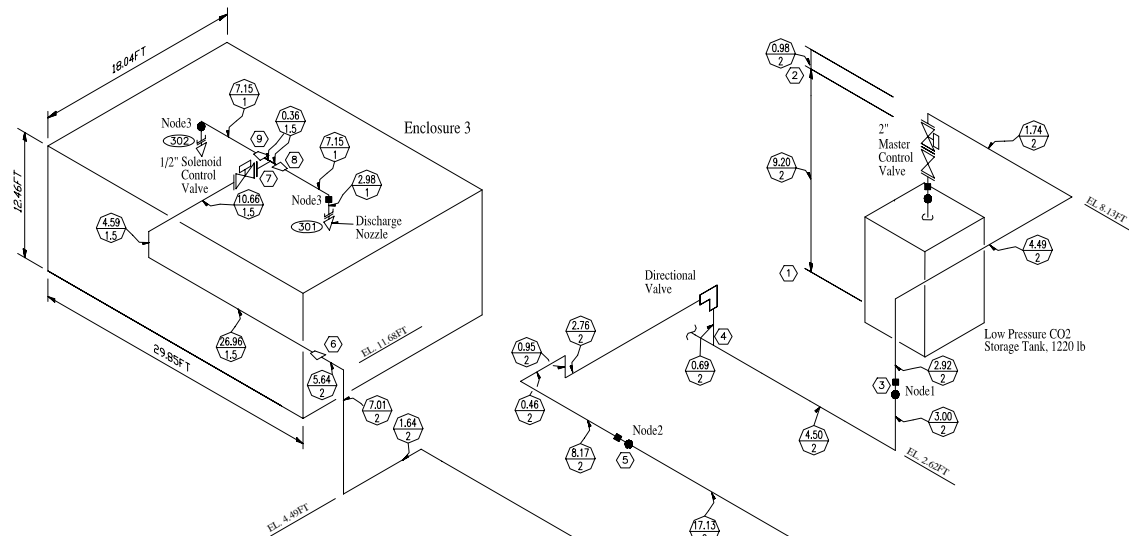 18.04FT
12.46FT
29.85FT
Enclosure 3
7.15
1
0.36
1.5
7.15
1
2.98
1
Node3
302
9
8
7
1/2" Solenoid
Control
Valve
Node3
301
Discharge
Nozzle
10.66
1.5
4.59
1.5
26.96
1.5
6
EL. 11.68FT
5.64
2
7.01
2
1.64
2
EL. 4.49FT
Directional
Valve
0.95
2
2.76
2
4
0.69
2
0.46
2
8.17
2
Node2
5
4.50
2
17.13
0.98
2
2
9.20
2
1
2"
Master
Control
Valve
1.74
2
EL 8.13FT
4.49
2
Low Pressure CO2
Storage Tank, 1220 lb
2.92
2
3
Node1
3.00
2
EL. 2.62FT